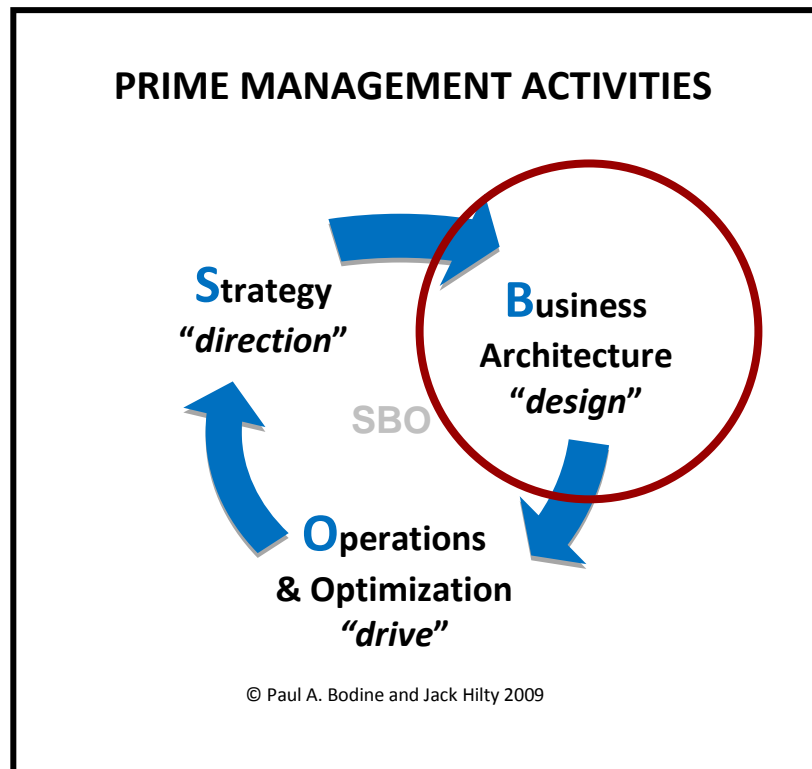 PRIME MANAGEMENT ACTIVITIES
Strategy
“direction”
Business
Architecture
“design”
SBO
Operations
& Optimization
“drive”
© Paul A. Bodine and Jack Hilty 2009